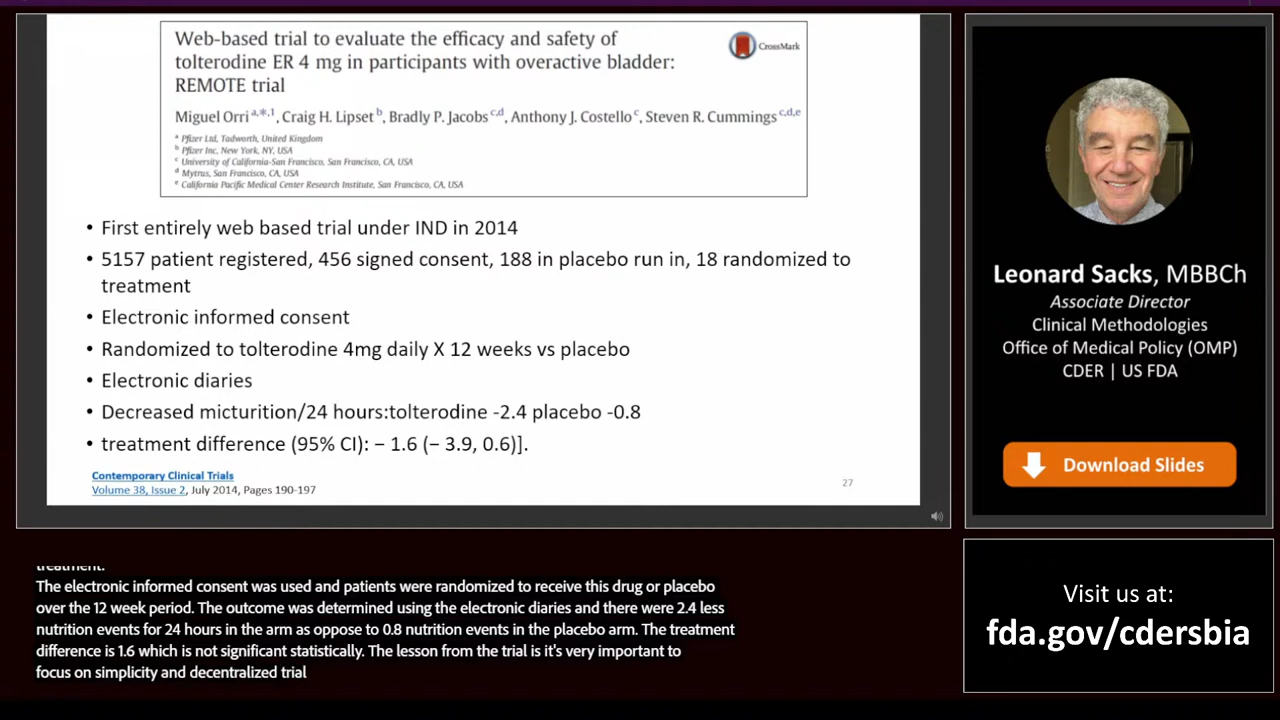 Web-based trial to evaluate the efficacy and safety of
tolterodine ER 4 mg in participants with overactive bladder:
REMOTE trial
CrossMark
Miguel Orri a,*,1, Craig H. Lipset b, Bradly P. Jacobs c,d, Anthony J. Costello c, Steven R. Cummings c,d,e
a Pfizer Ltd, Tadworth, United Kingdom
b Pfizer Inc, New York, NY, USA
c University of California-San Francisco, San Francisco, CA, USA
d Mytrus, San Francisco, CA, USA
e California Pacific Medical Center Research Institute, San Francisco, CA, USA
• First entirely web based trial under IND in 2014
• 5157 patient registered, 456 signed consent, 188 in placebo run in, 18 randomized to
treatment
• Electronic informed consent
• Randomized to tolterodine 4mg daily X 12 weeks vs placebo
• Electronic diaries
• Decreased micturition/24 hours:tolterodine -2.4 placebo -0.8
• treatment difference (95% CI): − 1.6 (− 3.9, 0.6)].
Contemporary Clinical Trials
Volume 38, Issue 2, July 2014, Pages 190-197
27
Leonard Sacks, MBBCh
Associate Director
Clinical Methodologies
Office of Medical Policy (OMP)
CDER | US FDA
Download Slides
treatment.
The electronic informed consent was used and patients were randomized to receive this drug or placebo
over the 12 week period. The outcome was determined using the electronic diaries and there were 2.4 less
nutrition events for 24 hours in the arm as oppose to 0.8 nutrition events in the placebo arm. The treatment
difference is 1.6 which is not significant statistically. The lesson from the trial is it's very important to
focus on simplicity and decentralized trial
Visit us at:
fda.gov/cdersbia